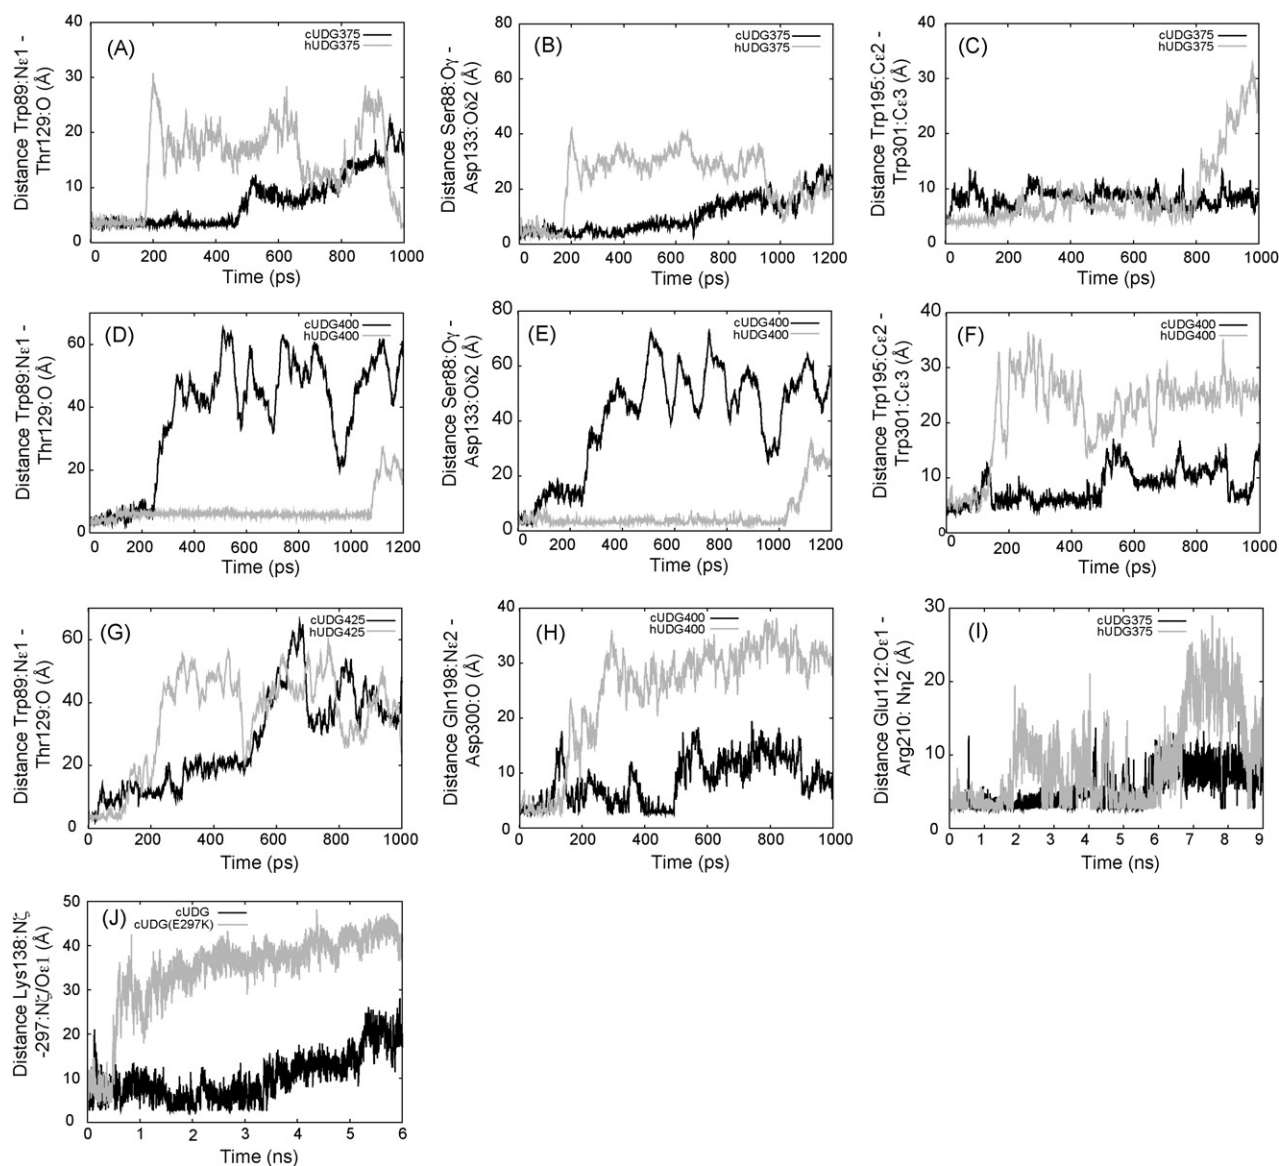 (A)
cUDG375
hUDG375
Distance Trp89:Nε1 -
Thr129:O (Å)
40
30
20
10
0
0 200 400 600 800 1000
Time (ps)
(B)
cUDG375
hUDG375
Distance Ser88:Oγ -
Asp133:Oδ2 (Å)
80
60
40
20
0
0 200 400 600 800 1000 1200
Time (ps)
(C)
cUDG375
hUDG375
Distance Trp195:Cε2 -
Trp301:Cε3 (Å)
40
30
20
10
0
0 200 400 600 800 1000
Time (ps)
(D)
cUDG400
hUDG400
Distance Trp89:Nε1 -
Thr129:O (Å)
60
40
20
0
0 200 400 600 800 1000 1200
Time (ps)
(E)
cUDG400
hUDG400
Distance Ser88:Oγ -
Asp133:Oδ2 (Å)
80
60
40
20
0
0 200 400 600 800 1000 1200
Time (ps)
(F)
cUDG400
hUDG400
Distance Trp195:Cε2 -
Trp301:Cε3 (Å)
40
30
20
10
0
0 200 400 600 800 1000
Time (ps)
(G)
cUDG425
hUDG425
Distance Trp89:Nε1 -
Thr129:O (Å)
60
40
20
0
0 200 400 600 800 1000
Time (ps)
(H)
cUDG400
hUDG400
Distance Gln198:Nε2 -
Asp300:O (Å)
40
30
20
10
0
0 200 400 600 800 1000
Time (ps)
(I)
cUDG375
hUDG375
Distance Glu112:Oε1 -
Arg210: Nη2 (Å)
30
20
10
0
0 1 2 3 4 5 6 7 8 9
Time (ns)
(J)
cUDG
cUDG(E297K)
Distance Lys138:Nζ
-297:Nζ/Oε1 (Å)
50
40
30
20
10
0
0 1 2 3 4 5 6
Time (ns)